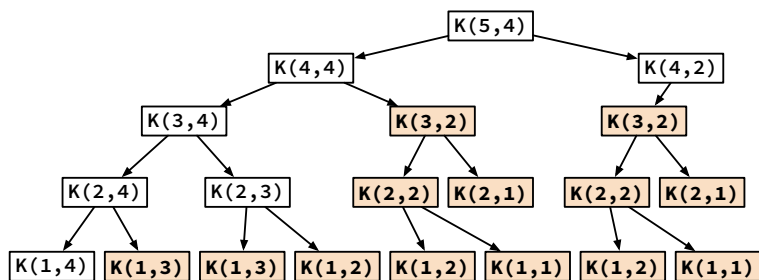 K(5,4)
K(4,4) K(4,2)
K(3,4) K(3,2) K(3,2)
K(2,4) K(2,3) K(2,2) K(2,1) K(2,2) K(2,1)
K(1,4) K(1,3) K(1,3) K(1,2) K(1,2) K(1,1) K(1,2) K(1,1)